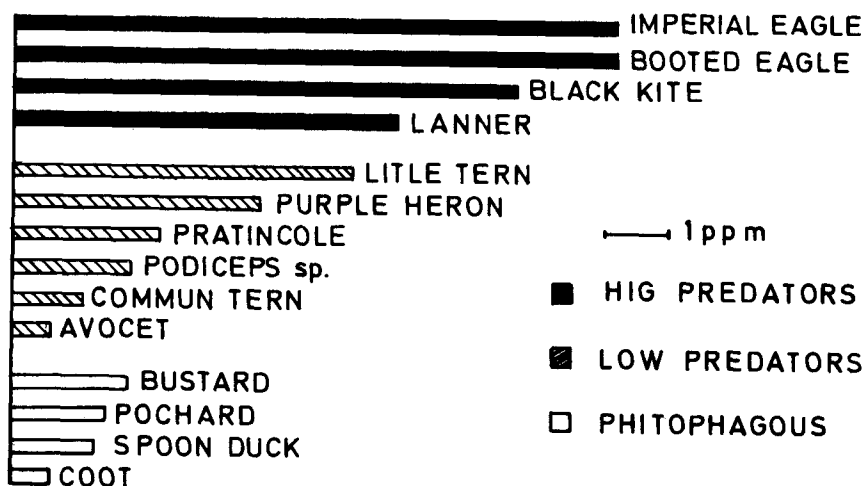 IMPERIAL EAGLE
BOOTED EAGLE
BLACK KITE
LANNER
LITLE TERN
PURPLE HERON
PRATINCOLE
PODICEPS sp.
COMMUN TERN
AVOCET
BUSTARD
POCHARD
SPOON DUCK
COOT
1ppm
HIG PREDATORS
LOW PREDATORS
PHITOPHAGOUS